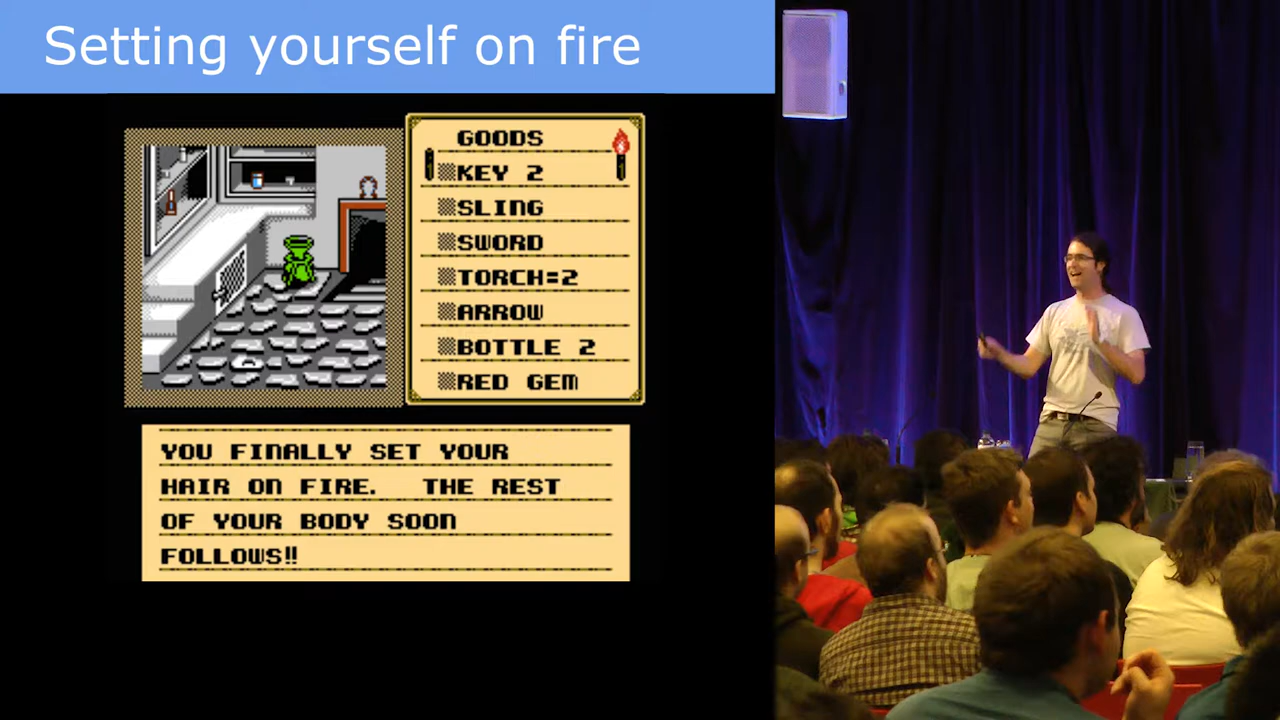 Setting yourself on fire
GOODS
KEY 2
SLING
SWORD
TORCH=2
ARROW
BOTTLE 2
RED GEM
YOU FINALLY SET YOUR
HAIR ON FIRE. THE REST
OF YOUR BODY SOON
FOLLOWS!!